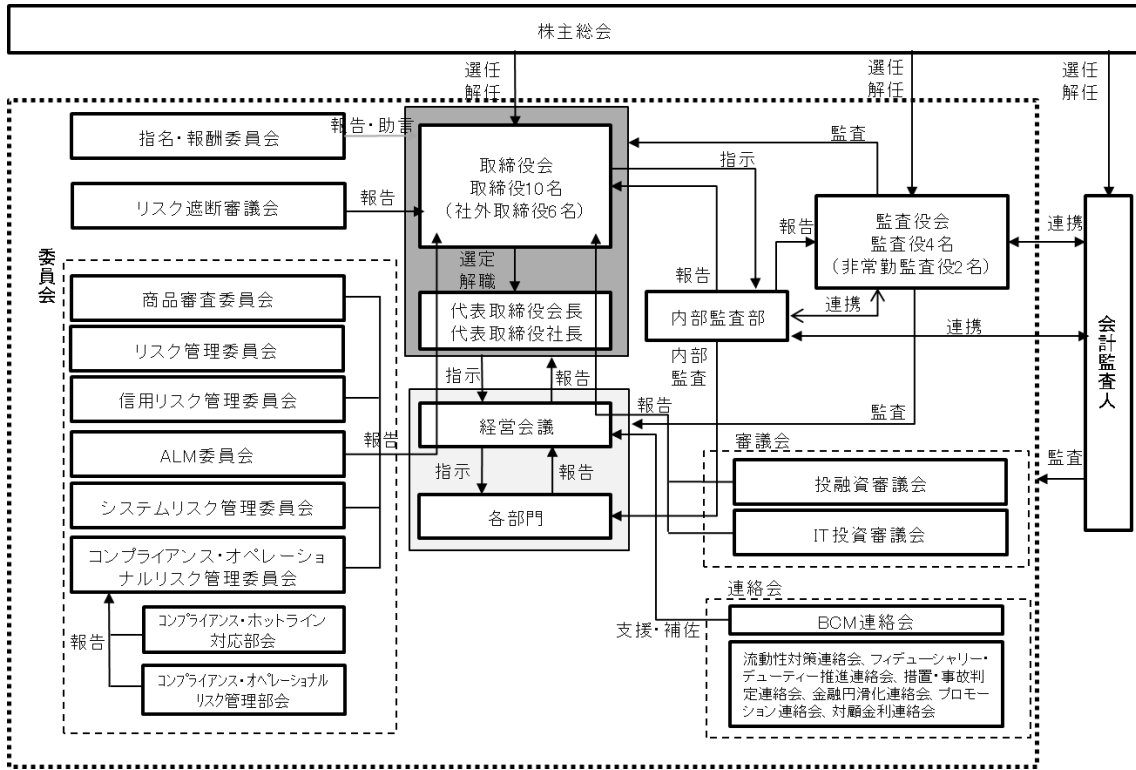 株主総会
選任
解任
選任
解任
選任
解任
指名・報酬委員会
報告・助言
取締役会
取締役10名
（社外取締役6名）
監査
指示
リスク遮断審議会
報告
監査役会
監査役4名
（非常勤監査役2名）
報告
連携
選定
解職
報告
委員会
商品審査委員会
代表取締役会長
代表取締役社長
内部監査部
連携
連携
会計監査人
リスク管理委員会
内部
監査
指示
報告
信用リスク管理委員会
経営会議
報告
監査
審議会
ALM委員会
報告
指示
報告
監査
投融資審議会
システムリスク管理委員会
各部門
IT投資審議会
コンプライアンス・オペレーショ
ナルリスク管理委員会
連絡会
報告
コンプライアンス・ホットライン
対応部会
支援・補佐
BCM連絡会
コンプライアンス・オペレーショナル
リスク管理部会
流動性対策連絡会、フィデューシャリー・
デューティー推進連絡会、措置・事故判
定連絡会、金融円滑化連絡会、プロモー
ション連絡会、対顧金利連絡会